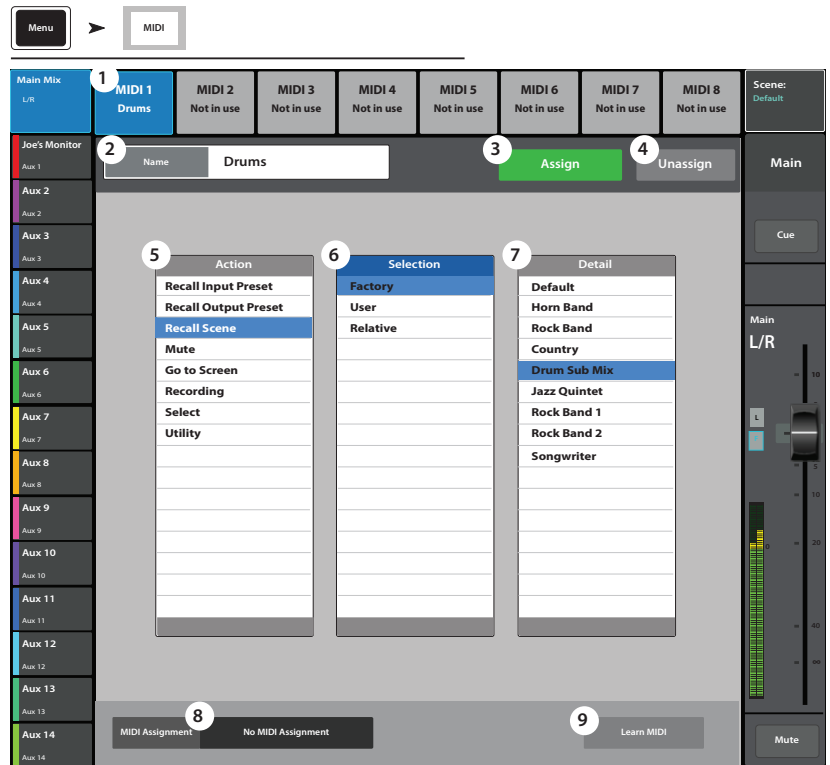 Menu
MIDI
Main Mix
L/R
1
MIDI 1
Drums
MIDI 2
Not in use
MIDI 3
Not in use
MIDI 4
Not in use
MIDI 5
Not in use
MIDI 6
Not in use
MIDI 7
Not in use
MIDI 8
Not in use
Scene:
Default
Joe's Monitor
Aux 1
Aux 2
Aux 2
Aux 3
Aux 3
Aux 4
Aux 4
Aux 5
Aux 5
Aux 6
Aux 6
Aux 7
Aux 7
Aux 8
Aux 8
Aux 9
Aux 9
Aux 10
Aux 10
Aux 11
Aux 11
Aux 12
Aux 12
Aux 13
Aux 13
Aux 14
Aux 14
2
Name
Drums
3
Assign
4
Unassign
5
Action
Recall Input Preset
Recall Output Preset
Recall Scene
Mute
Go to Screen
Recording
Select
Utility
6
Selection
Factory
User
Relative
7
Detail
Default
Horn Band
Rock Band
Country
Drum Sub Mix
Jazz Quintet
Rock Band 1
Rock Band 2
Songwriter
8
MIDI Assignment
No MIDI Assignment
9
Learn MIDI
Main
Cue
Main
L/R
10
L
5
10
0
20
40
∞
Mute